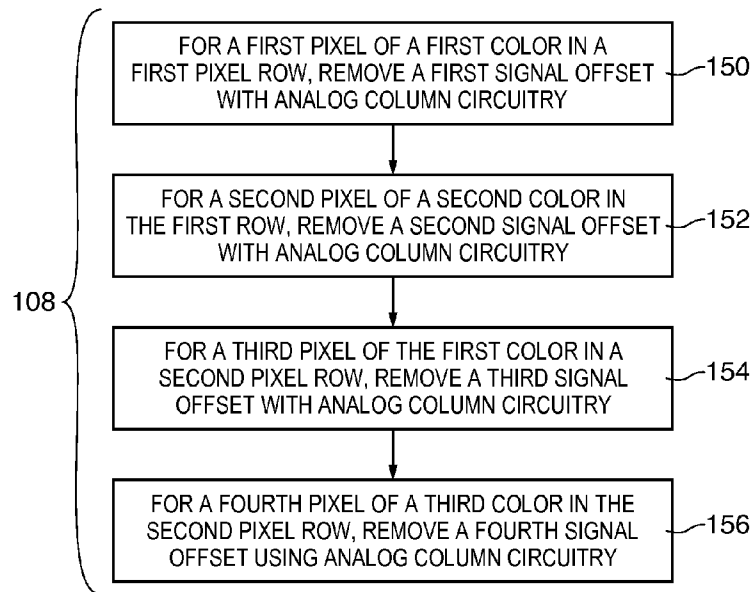 FOR A FIRST PIXEL OF A FIRST COLOR IN A
FIRST PIXEL ROW, REMOVE A FIRST SIGNAL OFFSET
WITH ANALOG COLUMN CIRCUITRY
150
FOR A SECOND PIXEL OF A SECOND COLOR IN
THE FIRST ROW, REMOVE A SECOND SIGNAL OFFSET
WITH ANALOG COLUMN CIRCUITRY
152
108
FOR A THIRD PIXEL OF THE FIRST COLOR IN A
SECOND PIXEL ROW, REMOVE A THIRD SIGNAL
OFFSET WITH ANALOG COLUMN CIRCUITRY
154
FOR A FOURTH PIXEL OF A THIRD COLOR IN THE
SECOND PIXEL ROW, REMOVE A FOURTH SIGNAL
OFFSET USING ANALOG COLUMN CIRCUITRY
156